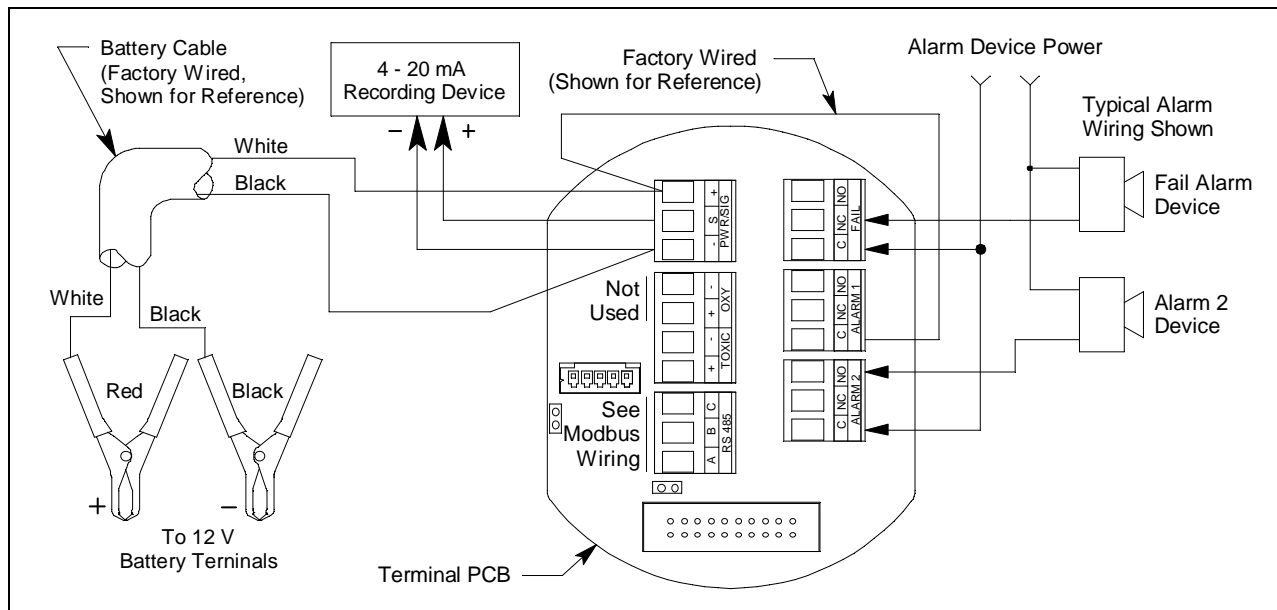 Battery Cable
(Factory Wired,
Shown for Reference)
4 - 20 mA
Recording Device
- +
Factory Wired
(Shown for Reference)
Alarm Device Power
Typical Alarm
Wiring Shown
White
Black
Fail Alarm
Device
+ S -
PWR/SIG
NO NC C
FAIL
White
Black
Not
Used
- + - +
OXY
TOXIC
NO NC C
ALARM 1
Alarm 2
Device
Red
Black
See
Modbus
Wiring
C B A
RS 485
NO NC C
ALARM 2
+ -
To 12 V
Battery Terninals
Terminal PCB